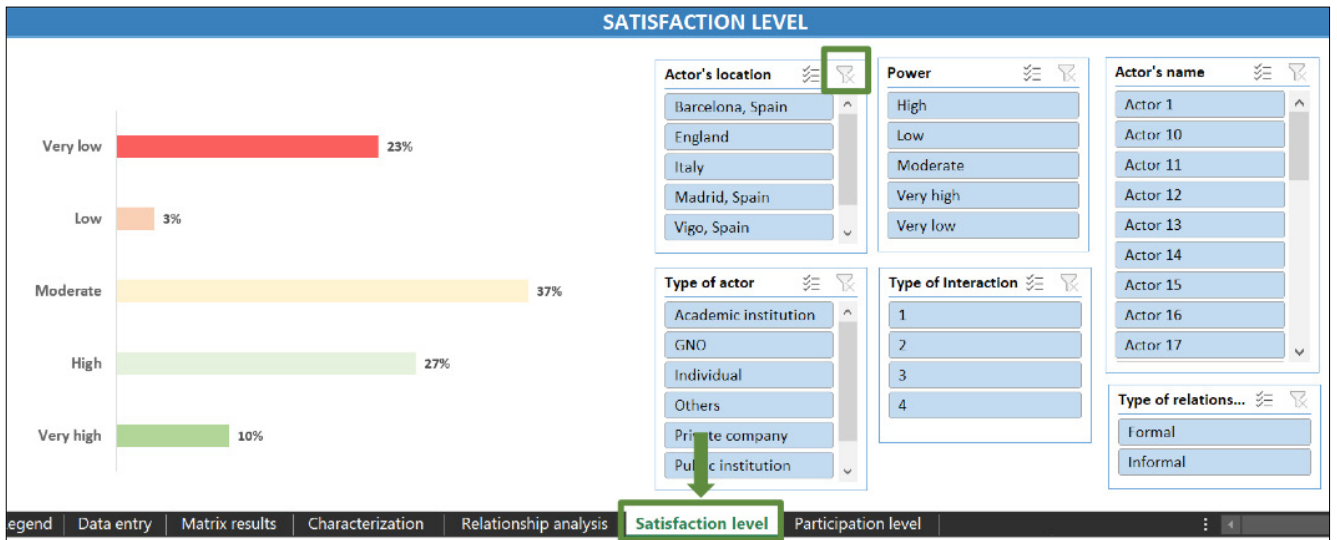 SATISFACTION LEVEL
Very low
23%
Low
3%
Moderate
37%
High
27%
Very high
10%
Actor's location
Barcelona, Spain
England
Italy
Madrid, Spain
Vigo, Spain
Power
High
Low
Moderate
Very high
Very low
Actor's name
Actor 1
Actor 10
Actor 11
Actor 12
Actor 13
Actor 14
Actor 15
Actor 16
Actor 17
Type of actor
Academic institution
GNO
Individual
Others
Private company
Public institution
Type of Interaction
1
2
3
4
Type of relations...
Formal
Informal
egend
Data entry
Matrix results
Characterization
Relationship analysis
Satisfaction level
Participation level